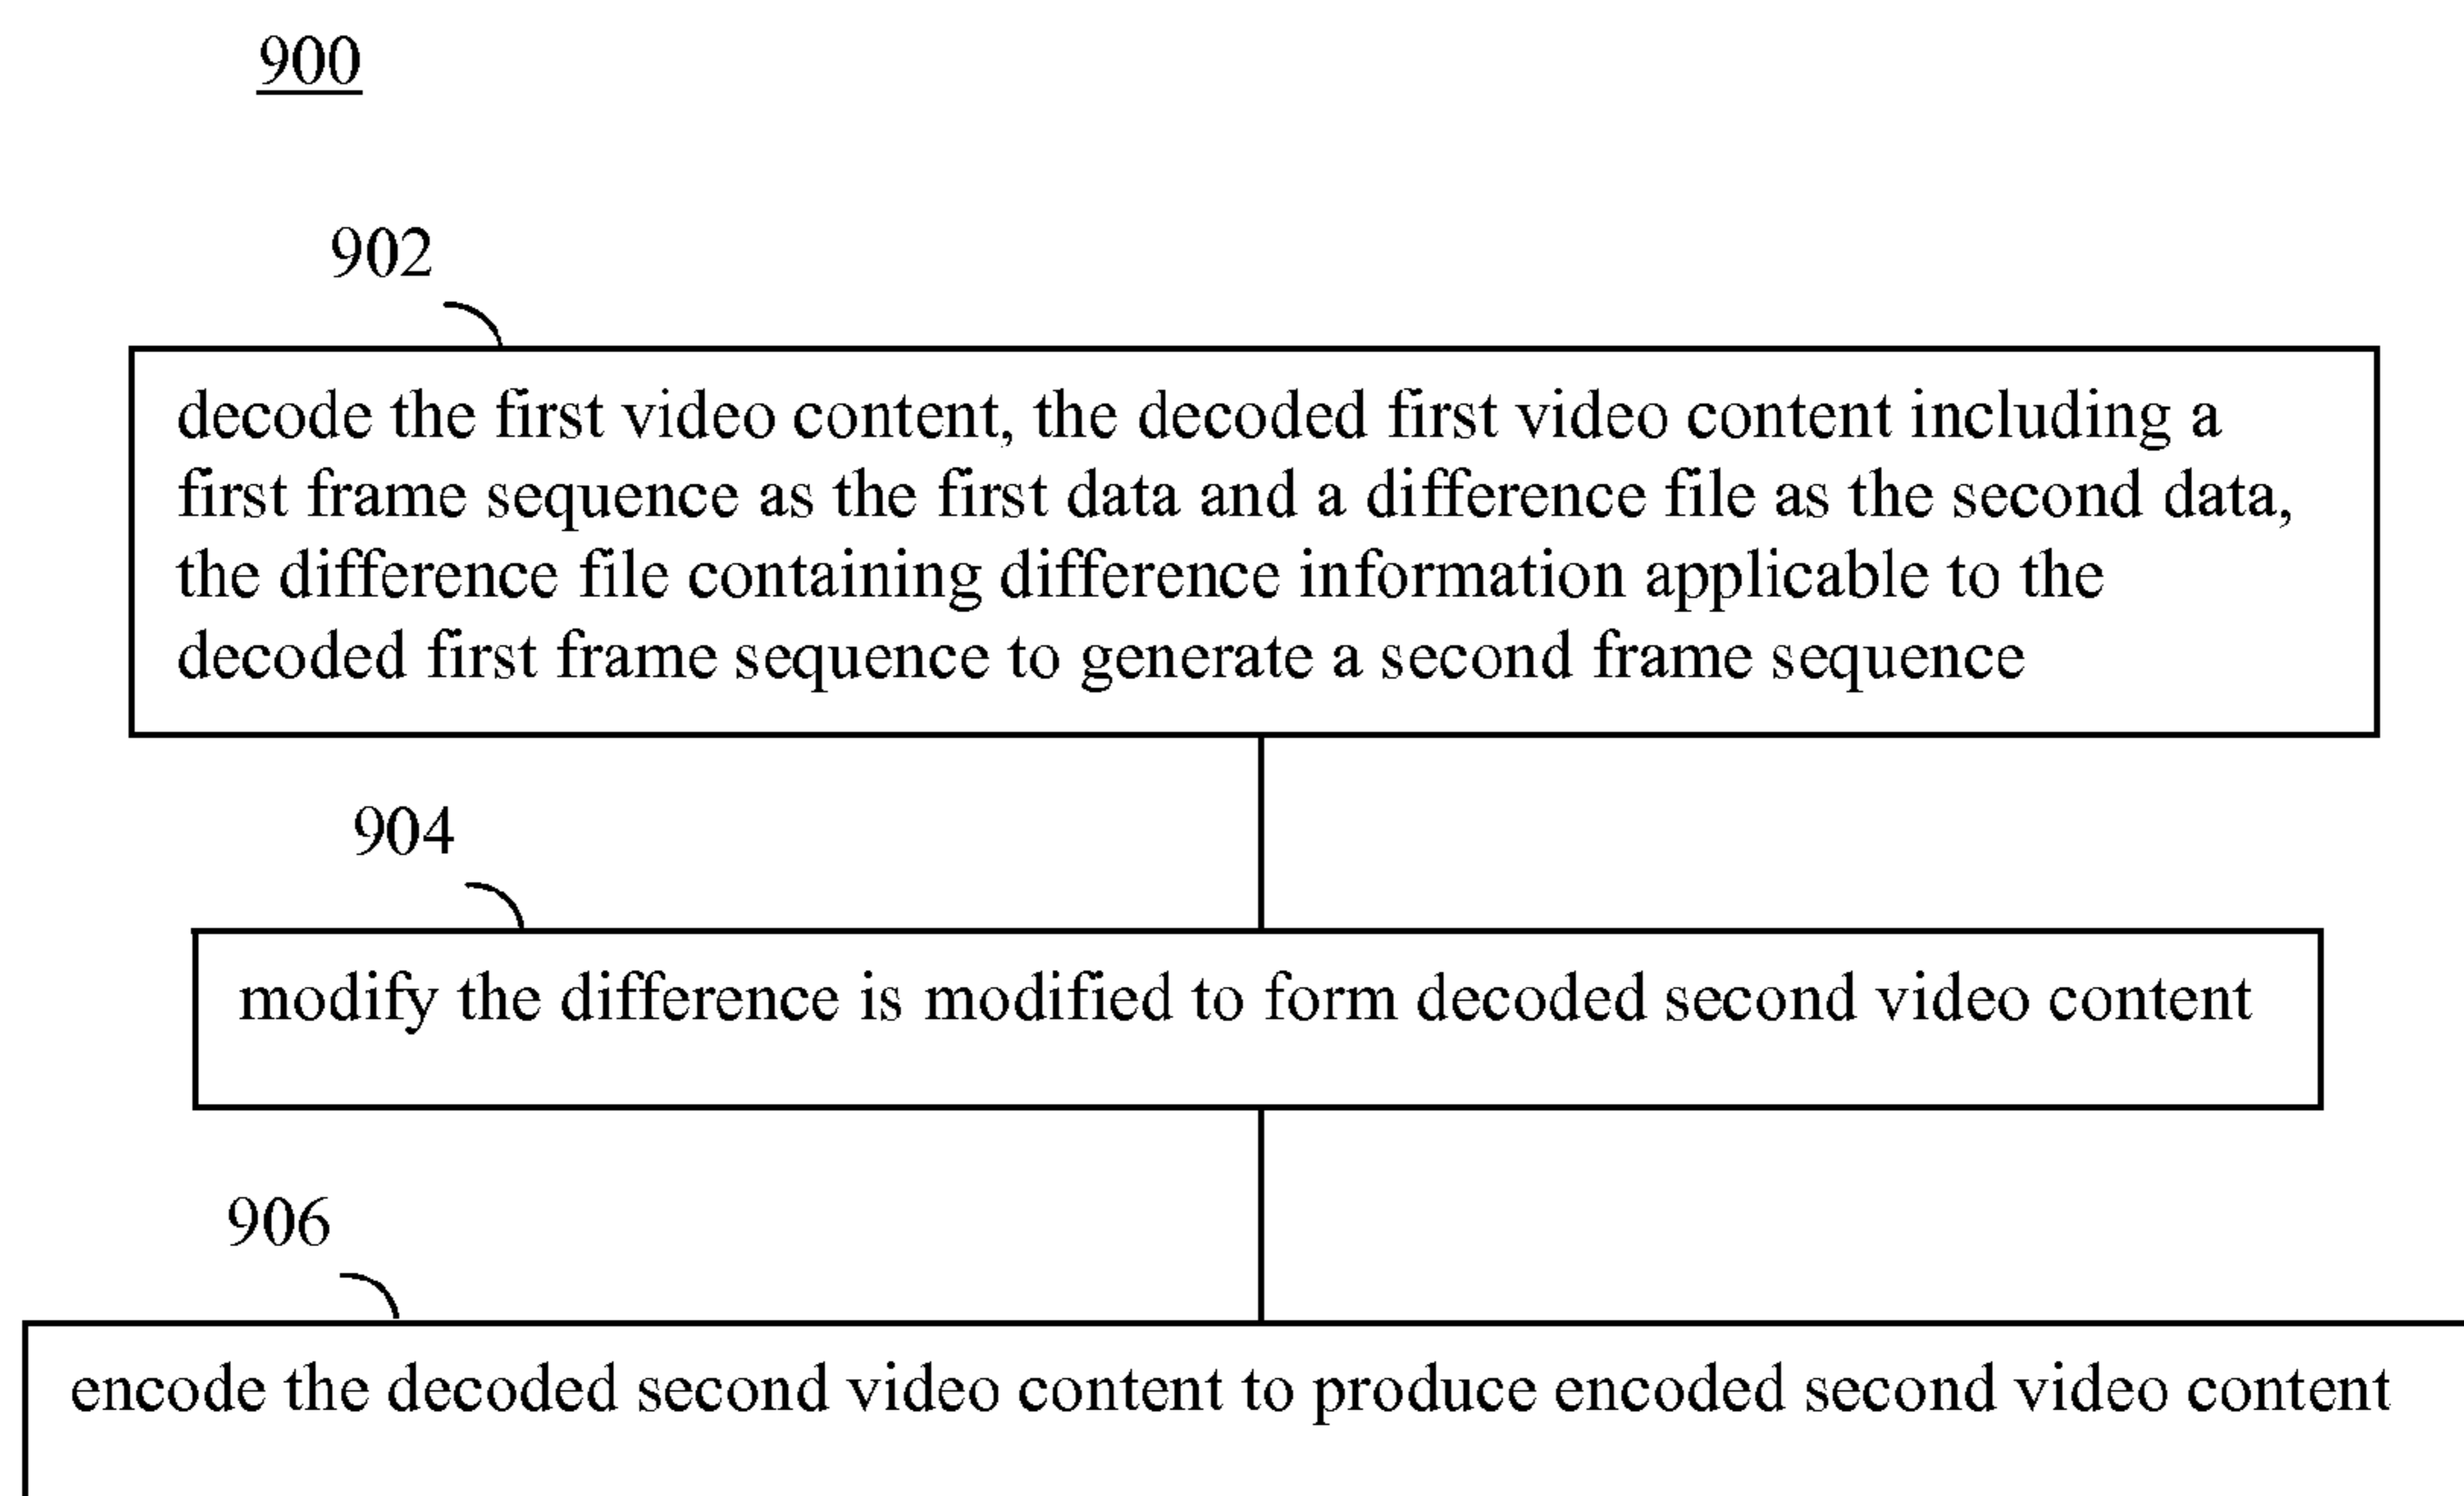 900
902
decode the first video content, the decoded first video content including a
first frame sequence as the first data and a difference file as the second data,
the difference file containing difference information applicable to the
decoded first frame sequence to generate a second frame sequence
904
modify the difference is modified to form decoded second video content
906
encode the decoded second video content to produce encoded second video content